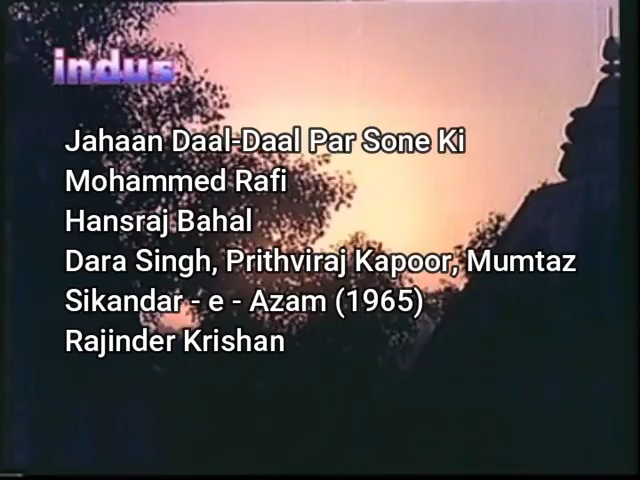 indus
Jahaan Daal-Daal Par Sone Ki
Mohammed Rafi
Hansraj Bahal
Dara Singh, Prithviraj Kapoor, Mumtaz
Sikandar - e - Azam (1965)
Rajinder Krishan